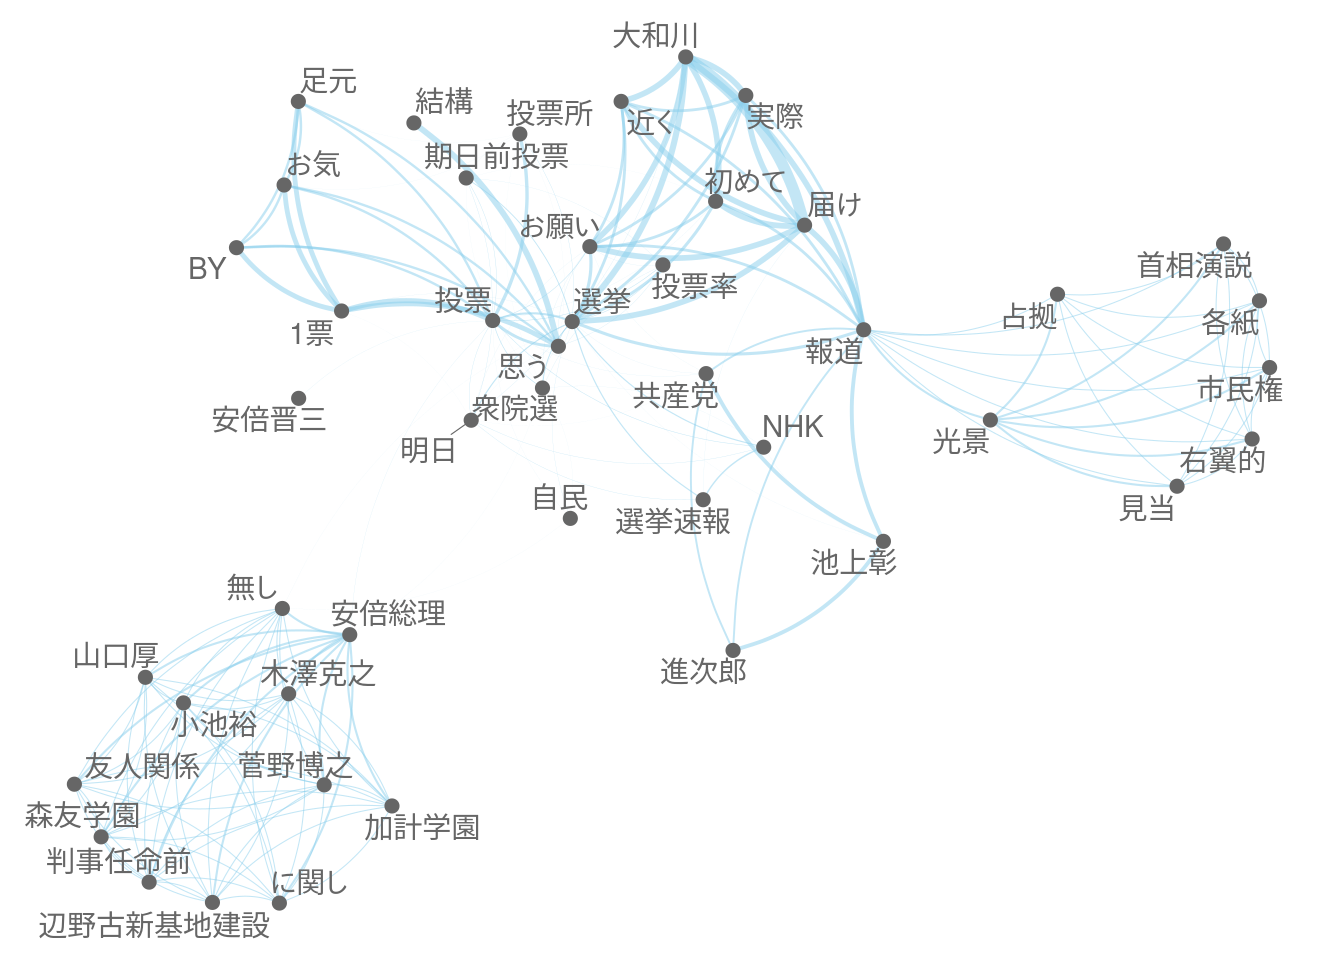 大和川
足元
結構
投票所
近く
実際
期日前投票
お気
初めて
届け
お願い
BY
投票率
首相演説
投票
選挙
1票
占拠
各紙
思う
報道
共産党
市民権
安倍晋三
衆院選
NHK
明日
光景
右翼的
自民
選挙速報
見当
池上彰
無し
安倍総理
山口厚
木澤克之
進次郎
小池裕
友人関係
菅野博之
森友学園
加計学園
判事任命前
に関し
辺野古新基地建設